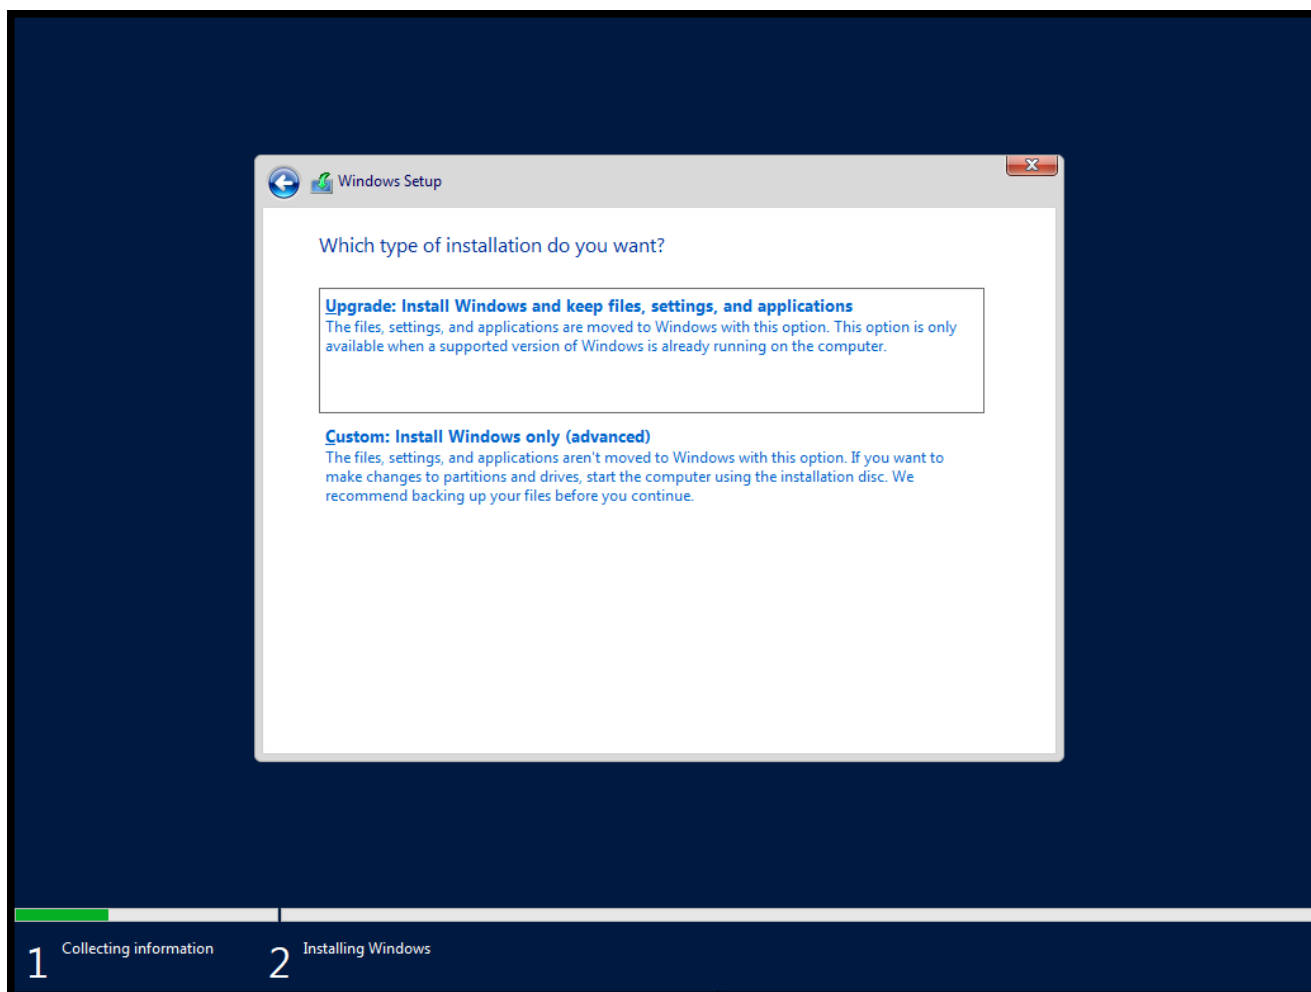 Windows Setup
Which type of installation do you want?
Upgrade: Install Windows and keep files, settings, and applications
The files, settings, and applications are moved to Windows with this option. This option is only
available when a supported version of Windows is already running on the computer.
Custom: Install Windows only (advanced)
The files, settings, and applications aren't moved to Windows with this option. If you want to
make changes to partitions and drives, start the computer using the installation disc. We
recommend backing up your files before you continue.
1 Collecting information 2 Installing Windows